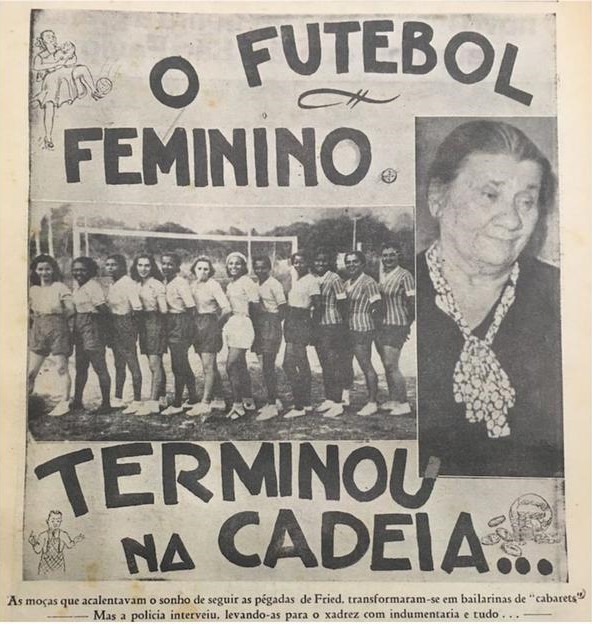 O FUTEBOL
FEMININO
TERMINOU
NA CADEIA...
As moças que acalentavam o sonho de seguir as pégadas de Fried, transformaram-se em bailarinas de "cabarets"
Mas a policia interveiu, levando-as para o xadrez com indumentaria e tudo . . .